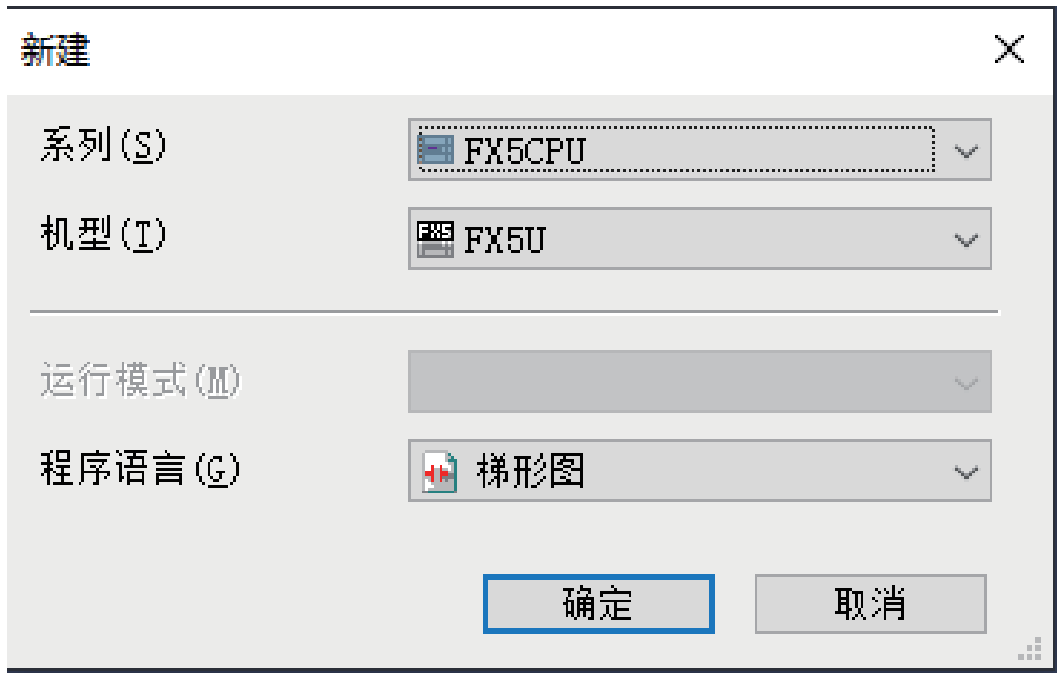 新建
系列(S) FX5CPU
机型(T) FX5 FX5U
运行模式(M)
程序语言(G) 梯形图
确定 取消